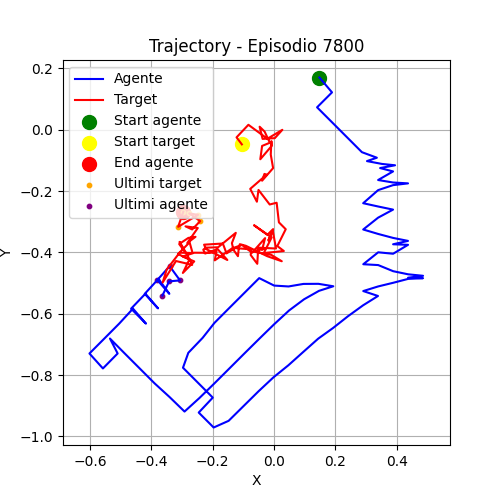 Trajectory - Episodio 7800
Agente
Target
Start agente
Start target
End agente
Ultimi target
Ultimi agente
0.2
0.0
−0.2
−0.4
−0.6
−0.8
−1.0
Y
−0.6
−0.4
−0.2
0.0
0.2
0.4
X